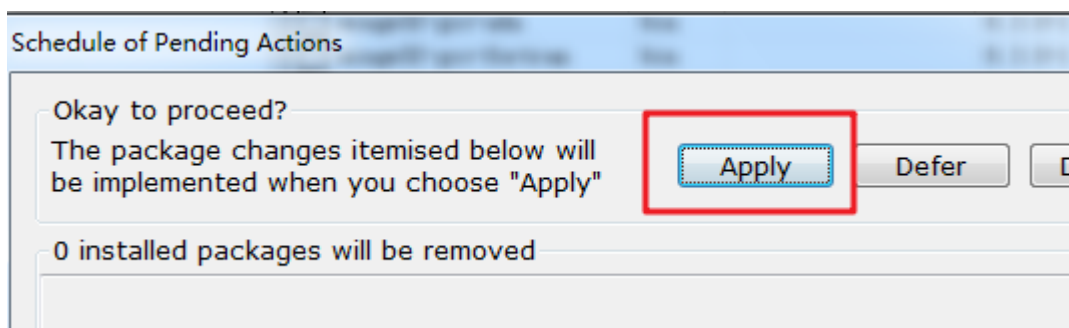 Schedule of Pending Actions
Okay to proceed?
The package changes itemised below will
be implemented when you choose "Apply"
Apply
Defer
D
0 installed packages will be removed